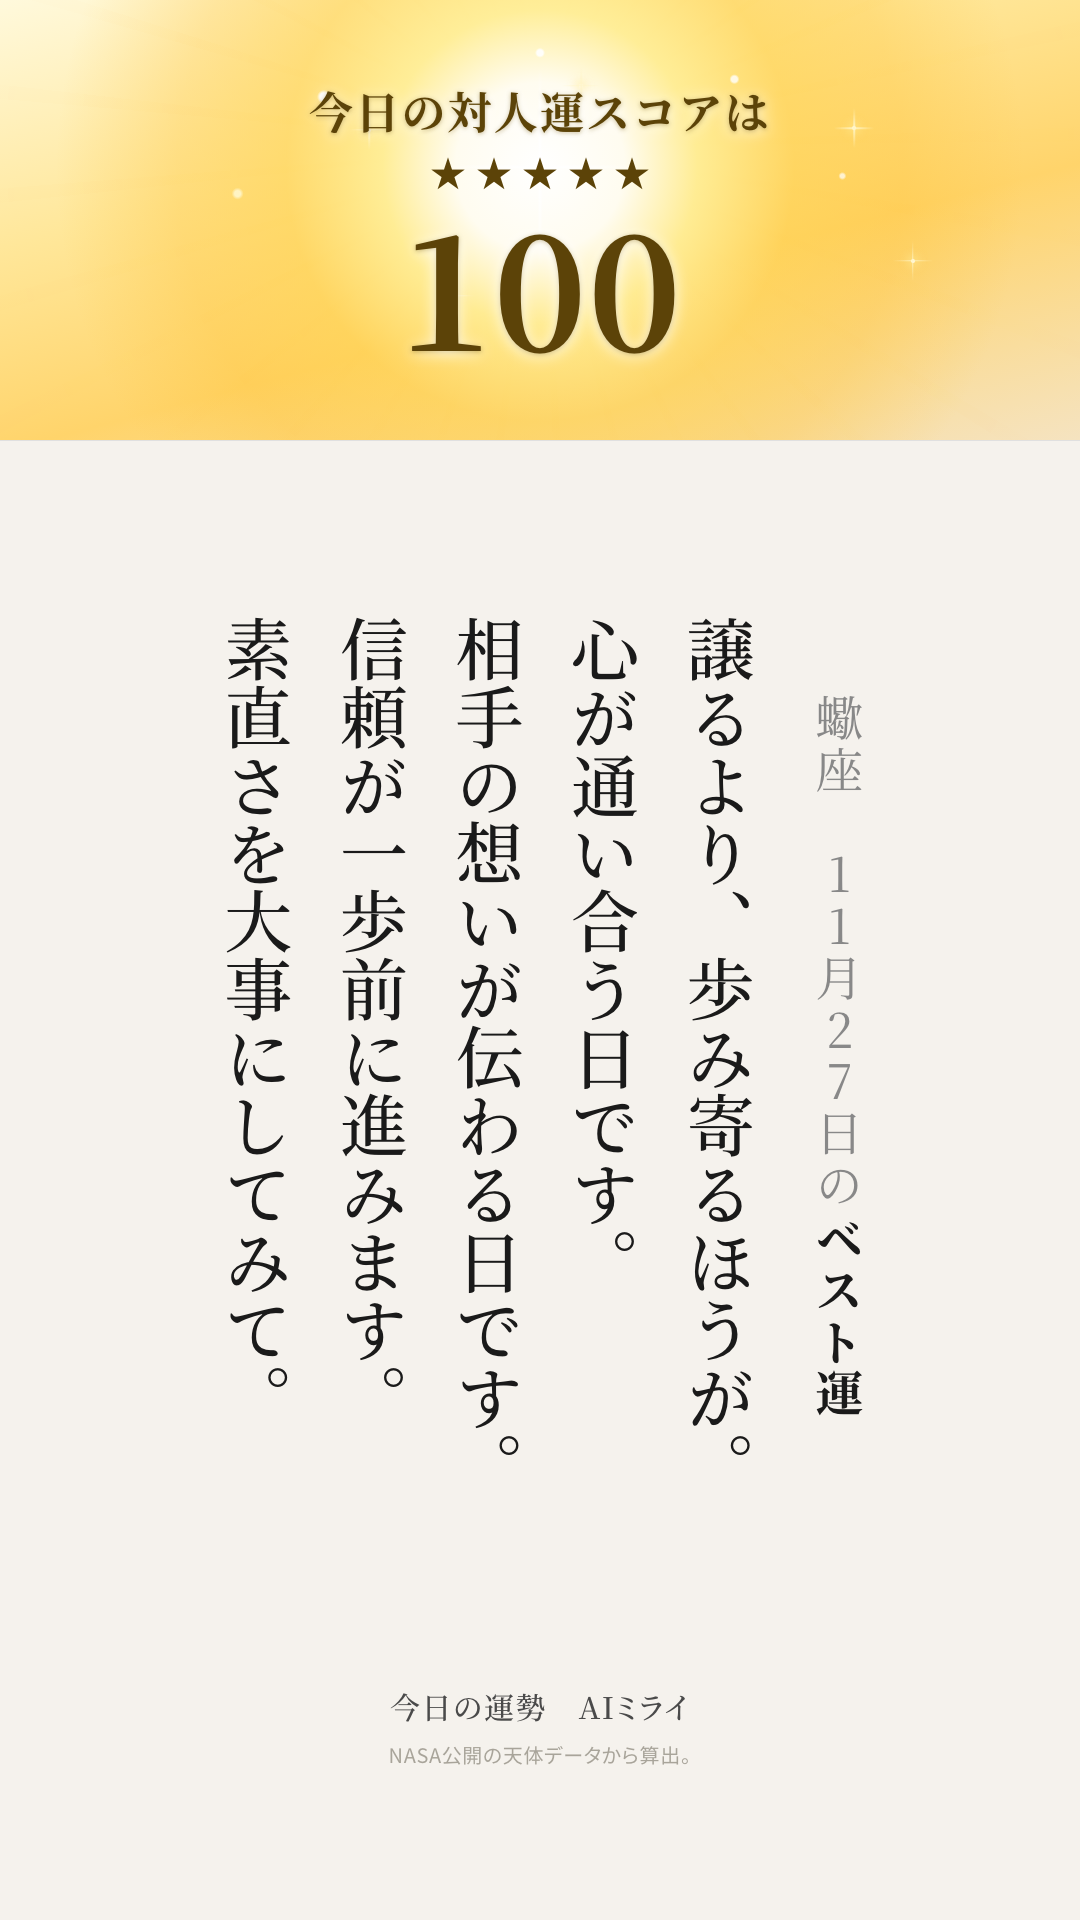 今日の対人運スコアは
★★★★★
100
蠍座　11月27日のベスト運
譲るより、歩み寄るほうが。
心が通い合う日です。
相手の想いが伝わる日です。
信頼が一歩前に進みます。
素直さを大事にしてみて。
今日の運勢　AIミライ
NASA公開の天体データから算出。